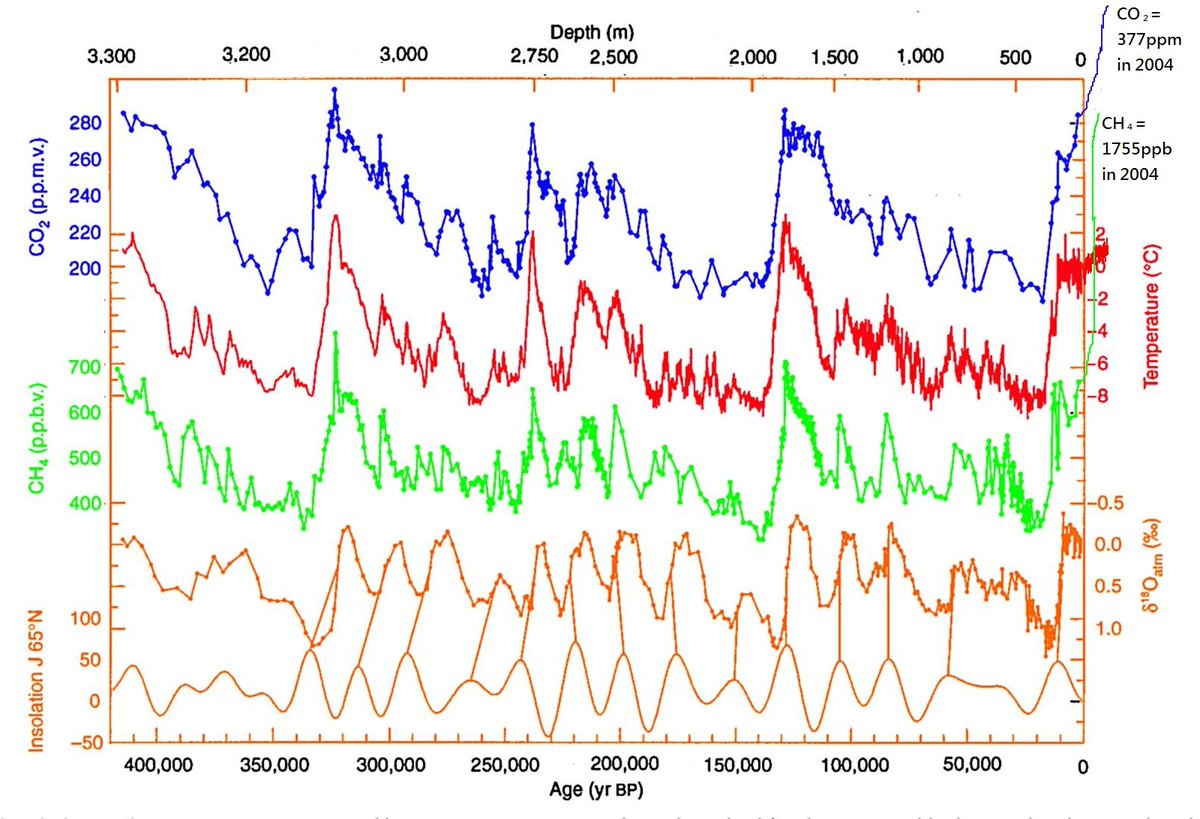 Depth (m)
3,300 3,200 3,000 2,750 2,500 2,000 1,500 1,000 500 0
CO₂ =
377ppm
in 2004
CH₄ =
1755ppb
in 2004
CO₂ (p.p.m.v.)
280
260
240
220
200
Temperature (°C)
2
0
−2
−4
−6
−8
CH₄ (p.p.b.v.)
700
600
500
400
δ¹⁸Oatm (‰)
−0.5
0.0
0.5
1.0
Insolation J 65°N
100
50
0
−50
400,000 350,000 300,000 250,000 200,000 150,000 100,000 50,000 0
Age (yr BP)